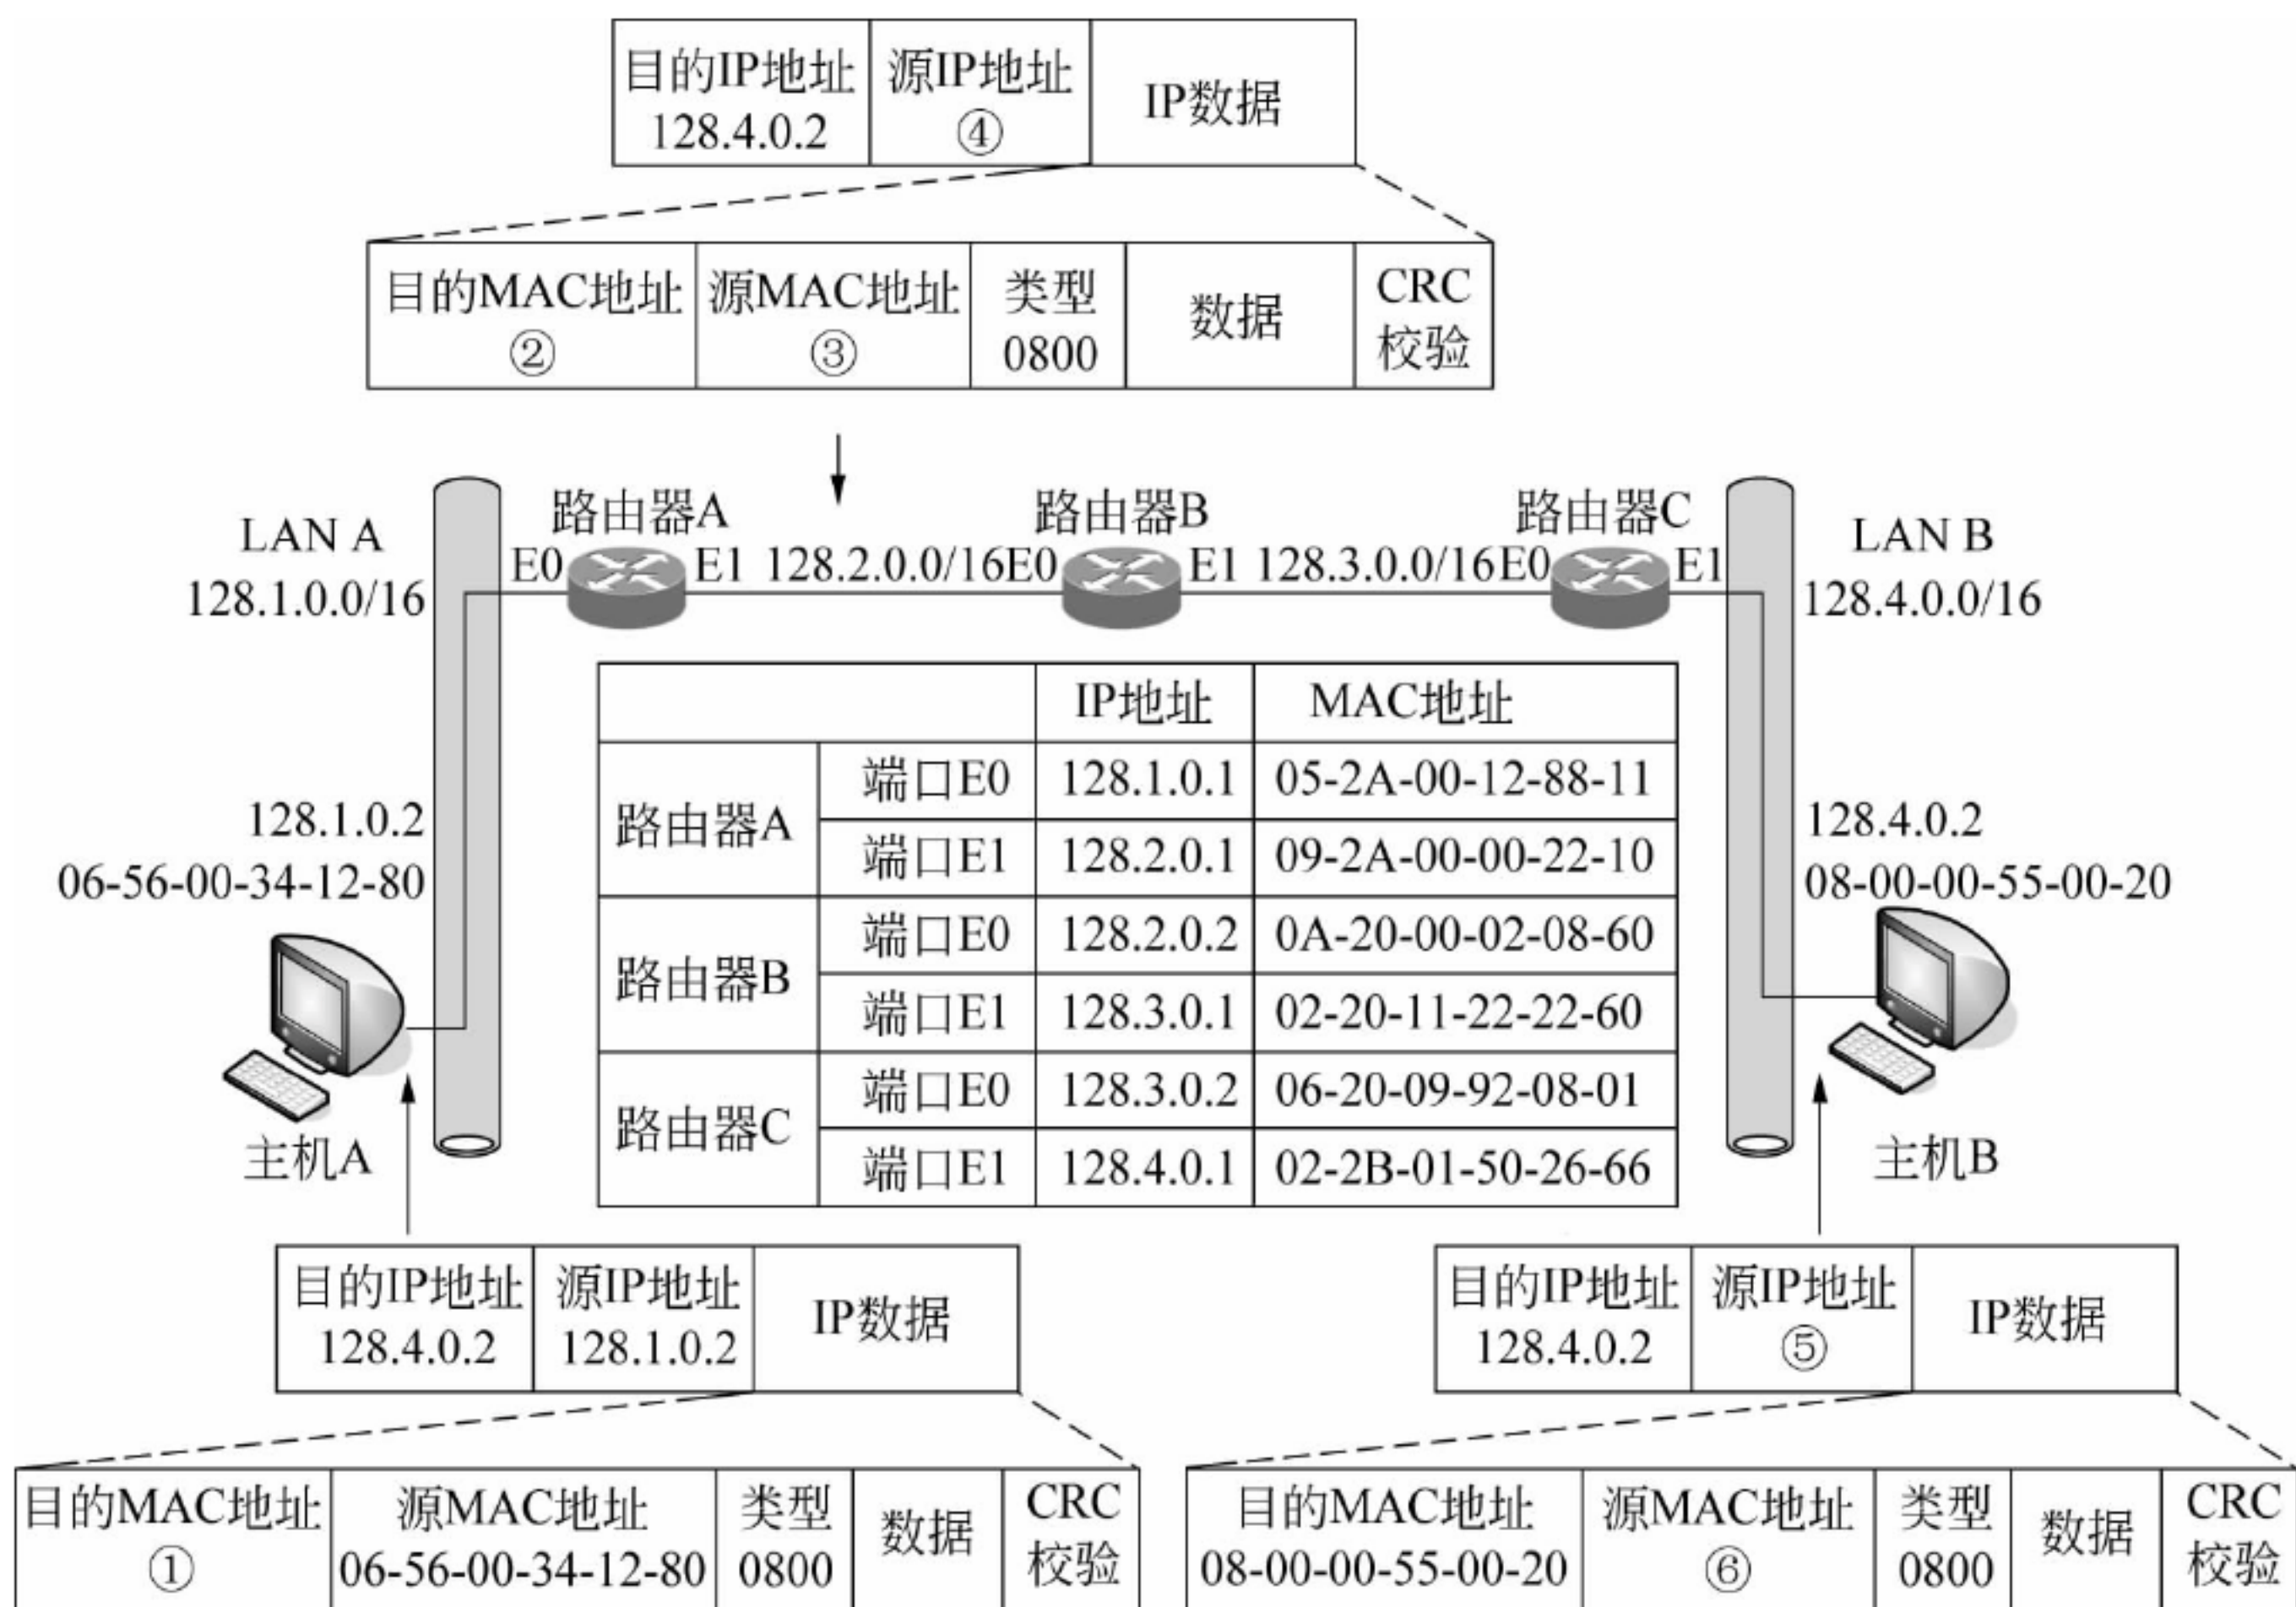 目的IP地址 源IP地址 IP数据
128.4.0.2 ④
目的MAC地址 源MAC地址 类型 数据 CRC
② ③ 0800 校验
路由器A 路由器B 路由器C
LAN A E0 E1 128.2.0.0/16 E0 E1 128.3.0.0/16 E0 E1 LAN B
128.1.0.0/16 128.4.0.0/16
IP地址 MAC地址
路由器A 端口E0 128.1.0.1 05-2A-00-12-88-11
端口E1 128.2.0.1 09-2A-00-00-22-10
路由器B 端口E0 128.2.0.2 0A-20-00-02-08-60
端口E1 128.3.0.1 02-20-11-22-22-60
路由器C 端口E0 128.3.0.2 06-20-09-92-08-01
端口E1 128.4.0.1 02-2B-01-50-26-66
128.1.0.2
06-56-00-34-12-80
主机A
128.4.0.2
08-00-00-55-00-20
主机B
目的IP地址 源IP地址 IP数据
128.4.0.2 128.1.0.2
目的MAC地址 源MAC地址 类型 数据 CRC
① 06-56-00-34-12-80 0800 校验
目的IP地址 源IP地址 IP数据
128.4.0.2 ⑤
目的MAC地址 源MAC地址 类型 数据 CRC
08-00-00-55-00-20 ⑥ 0800 校验